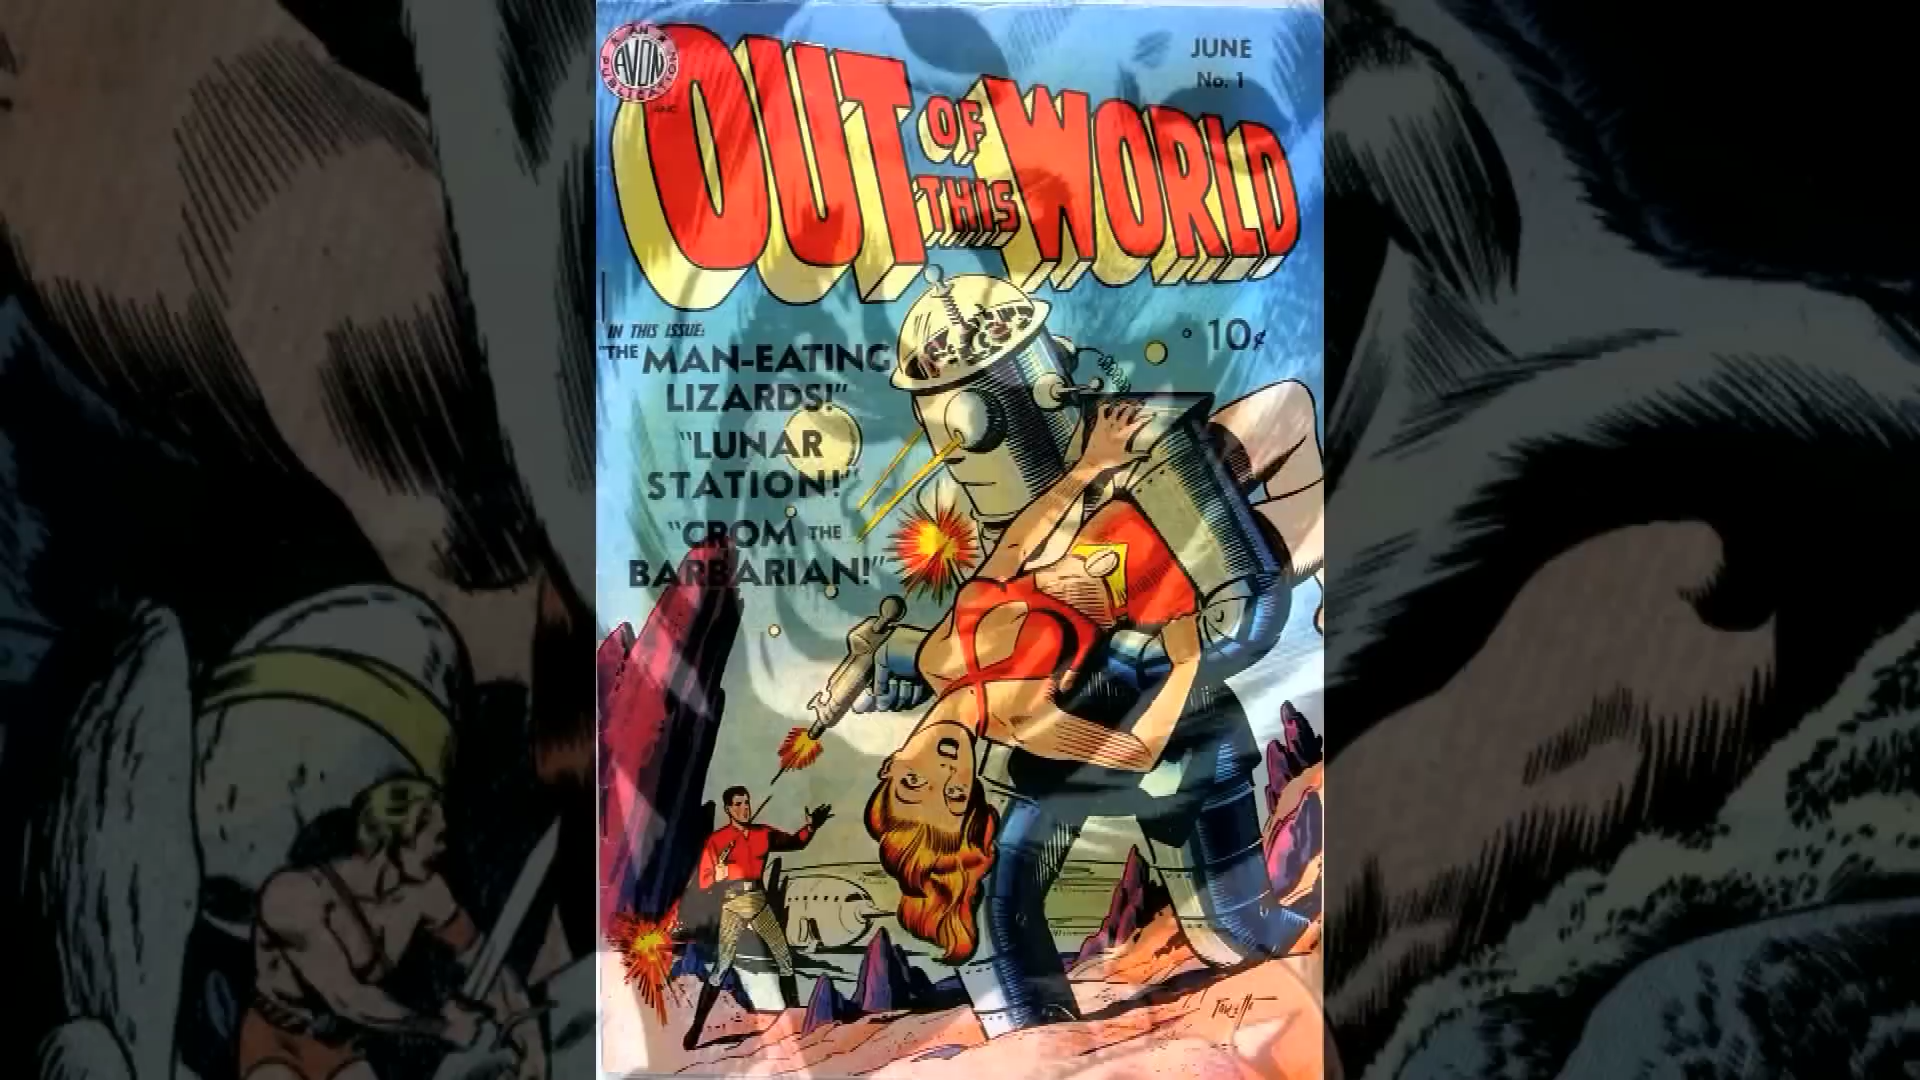 AN AVON PUBLICATION
JUNE
No. 1
OUT OF THIS WORLD
IN THIS ISSUE:
"THE MAN-EATING
LIZARDS!"
"LUNAR
STATION!"
"CROM THE
BARBARIAN!"
10¢